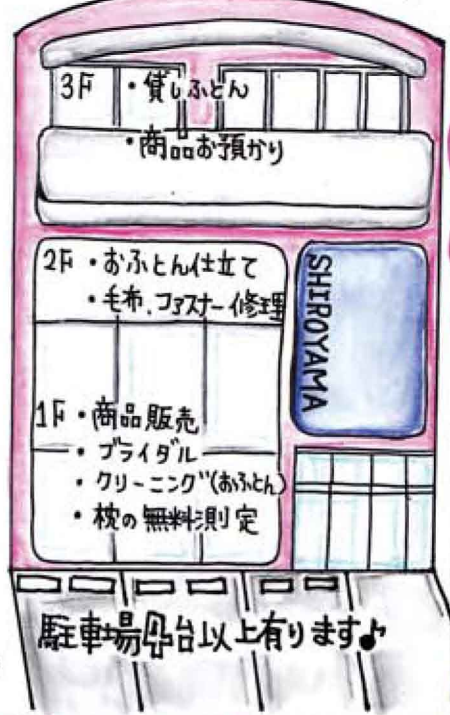 3F ・貸しふとん
・商品お預かり
2F ・おふとん仕立て
・毛布、ファスナー修理
SHIROYAMA
1F ・商品販売
・ブライダル
・クリーニング(おふとん)
・枕の無料測定
駐車場4台以上有ります♪